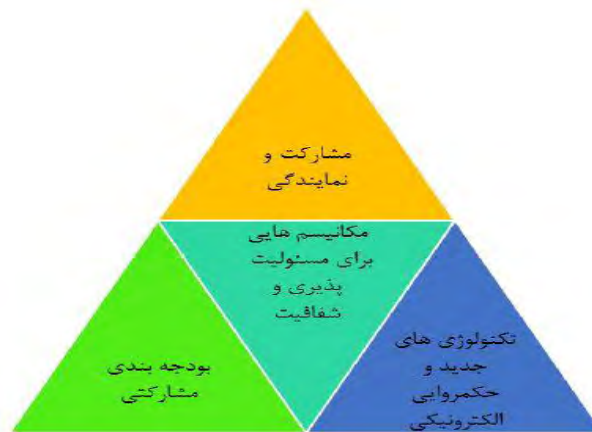 مشارکت و
نمایندگی
مکانیسم هایی
برای مسئولیت
پذیری و
شفافیت
تکنولوژی های
جدید و
حکمروایی
الکترونیکی
بودجه بندی
مشارکتی